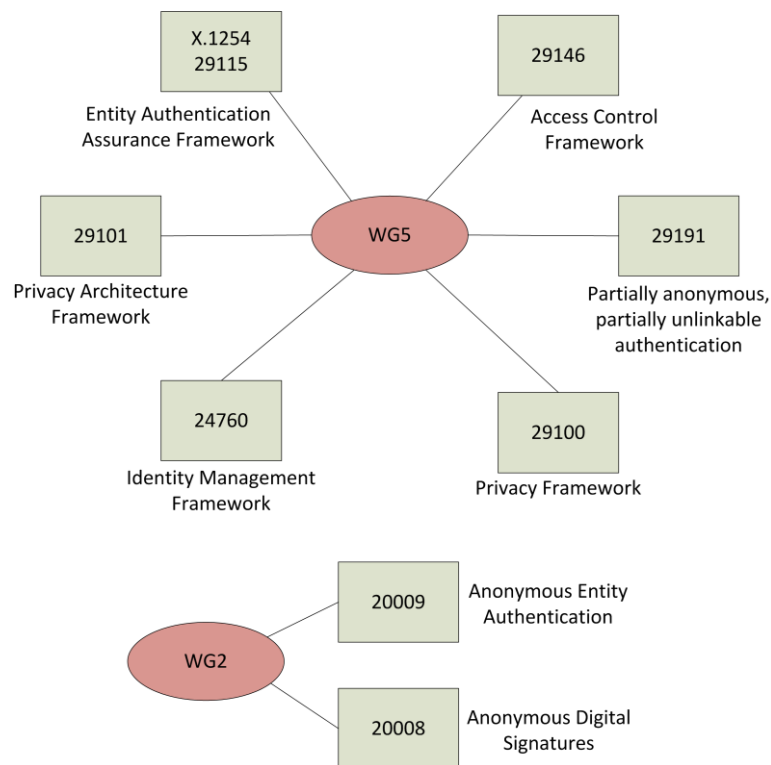 X.1254
29115
Entity Authentication
Assurance Framework
29146
Access Control
Framework
WG5
29101
Privacy Architecture
Framework
29191
Partially anonymous,
partially unlinkable
authentication
24760
Identity Management
Framework
29100
Privacy Framework
WG2
20009
Anonymous Entity
Authentication
20008
Anonymous Digital
Signatures